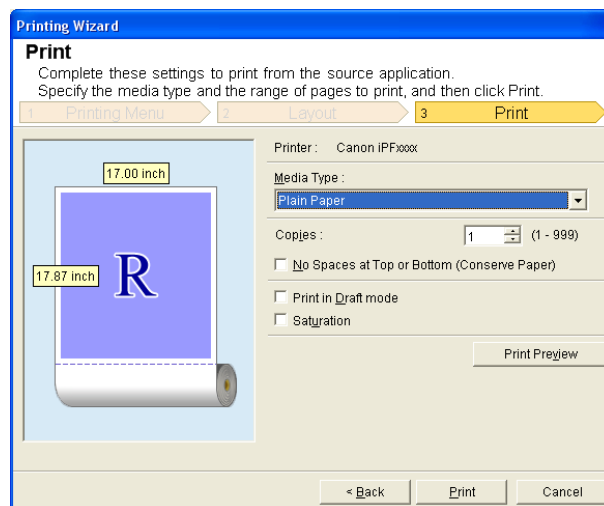 Printing Wizard
Print
Complete these settings to print from the source application.
Specify the media type and the range of pages to print, and then click Print.
1 Printing Menu 2 Layout 3 Print
Printer : Canon iPFxxxx
17.00 inch
Media Type :
Plain Paper
Copies : 1 (1 - 999)
17.87 inch
R
No Spaces at Top or Bottom (Conserve Paper)
Print in Draft mode
Saturation
Print Preview
< Back Print Cancel